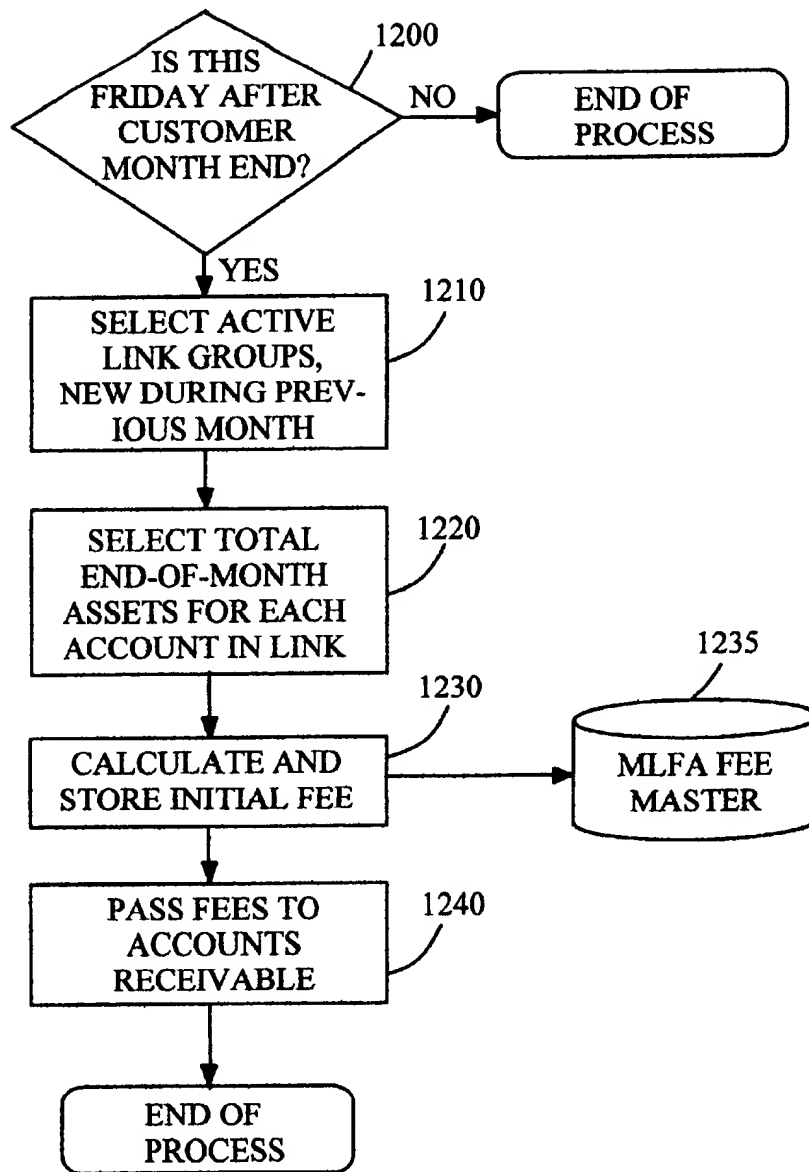 1200
IS THIS
FRIDAY AFTER
CUSTOMER
MONTH END?
NO
END OF
PROCESS
YES
1210
SELECT ACTIVE
LINK GROUPS,
NEW DURING PREV-
IOUS MONTH
1220
SELECT TOTAL
END-OF-MONTH
ASSETS FOR EACH
ACCOUNT IN LINK
1230
CALCULATE AND
STORE INITIAL FEE
1235
MLFA FEE
MASTER
1240
PASS FEES TO
ACCOUNTS
RECEIVABLE
END OF
PROCESS